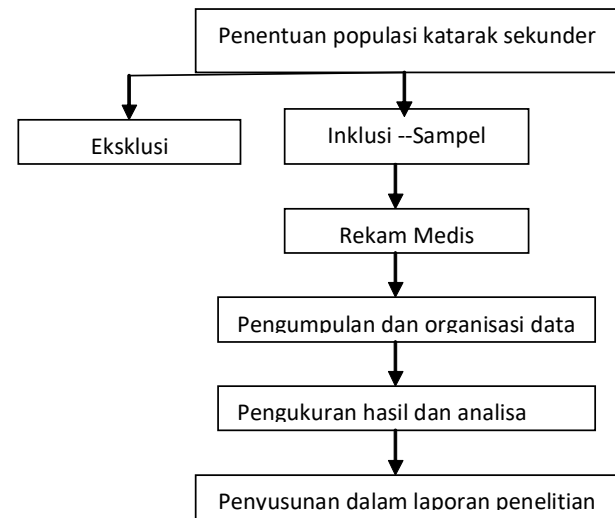 Penentuan populasi katarak sekunder
Eksklusi
Inklusi --Sampel
Rekam Medis
Pengumpulan dan organisasi data
Pengukuran hasil dan analisa
Penyusunan dalam laporan penelitian